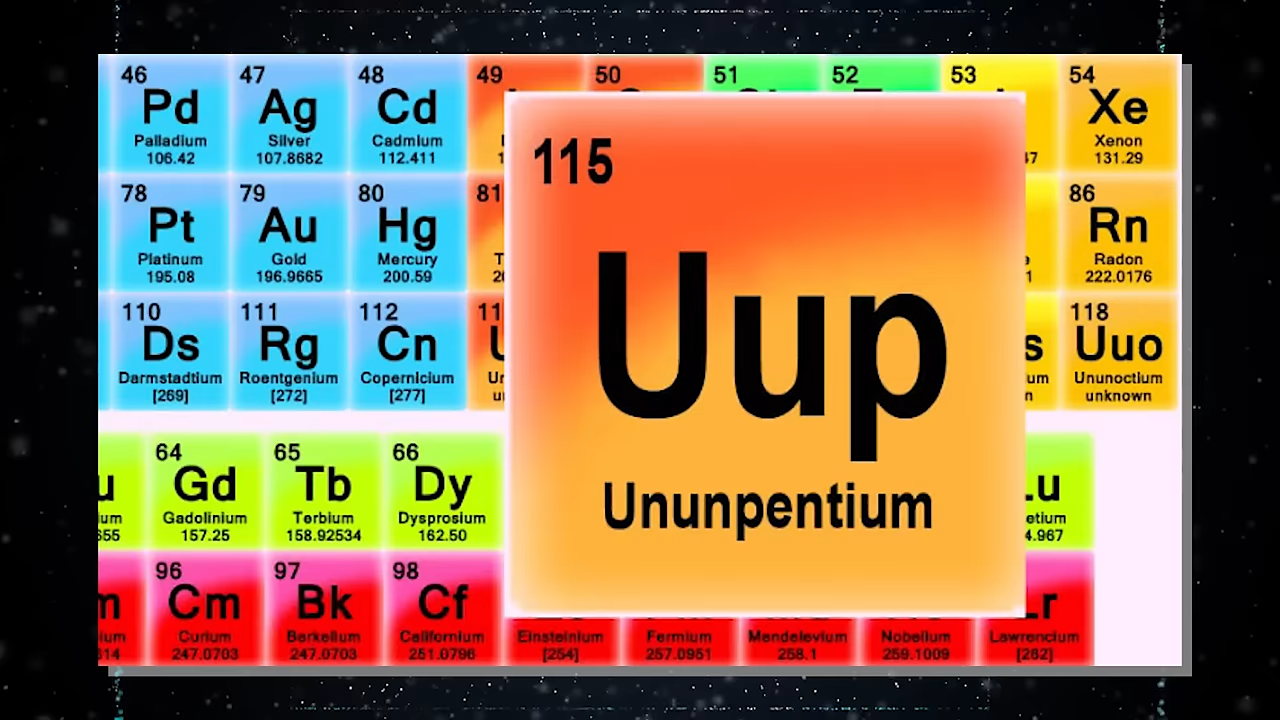 46 47 48 49 50 51 52 53 54
Pd Ag Cd Xe
Palladium Silver Cadmium Xenon
106.42 107.8682 112.411 131.29
115
78 79 80 81 86
Pt Au Hg Rn
Platinum Gold Mercury Radon
195.08 196.9665 200.59 222.0176
Uup
110 111 112 118
Ds Rg Cn Uuo
Darmstadtium Roentgenium Copernicium Ununoctium
[269] [272] [277] unknown
Ununpentium
64 65 66
Gd Tb Dy
Gadolinium Terbium Dysprosium
157.25 158.92534 162.50
96 97 98
Cm Bk Cf
Curium Berkelium Californium Einsteinium Fermium Mendelevium Nobelium Lawrencium
247.0703 247.0703 251.0796 [254] 257.0951 258.1 259.1009 [262]